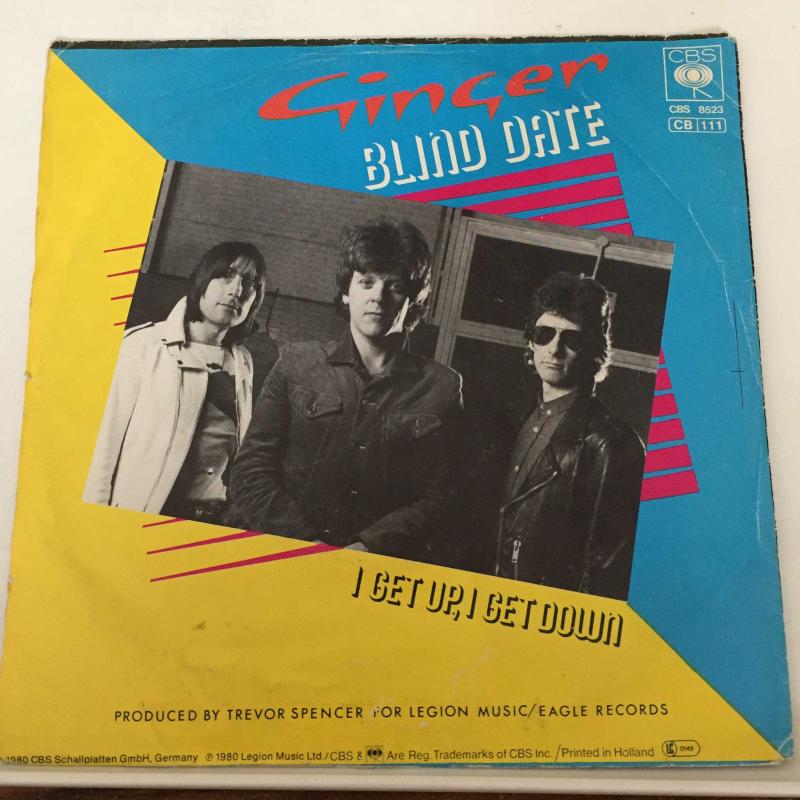 Ginger
BLIND DATE
CBS
CBS 8523
CB 111
I GET UP, I GET DOWN
PRODUCED BY TREVOR SPENCER FOR LEGION MUSIC/EAGLE RECORDS
1980 CBS Schallplatten GmbH, Germany ℗ 1980 Legion Music Ltd./CBS & Are Reg. Trademarks of CBS Inc./Printed in Holland LC 0149